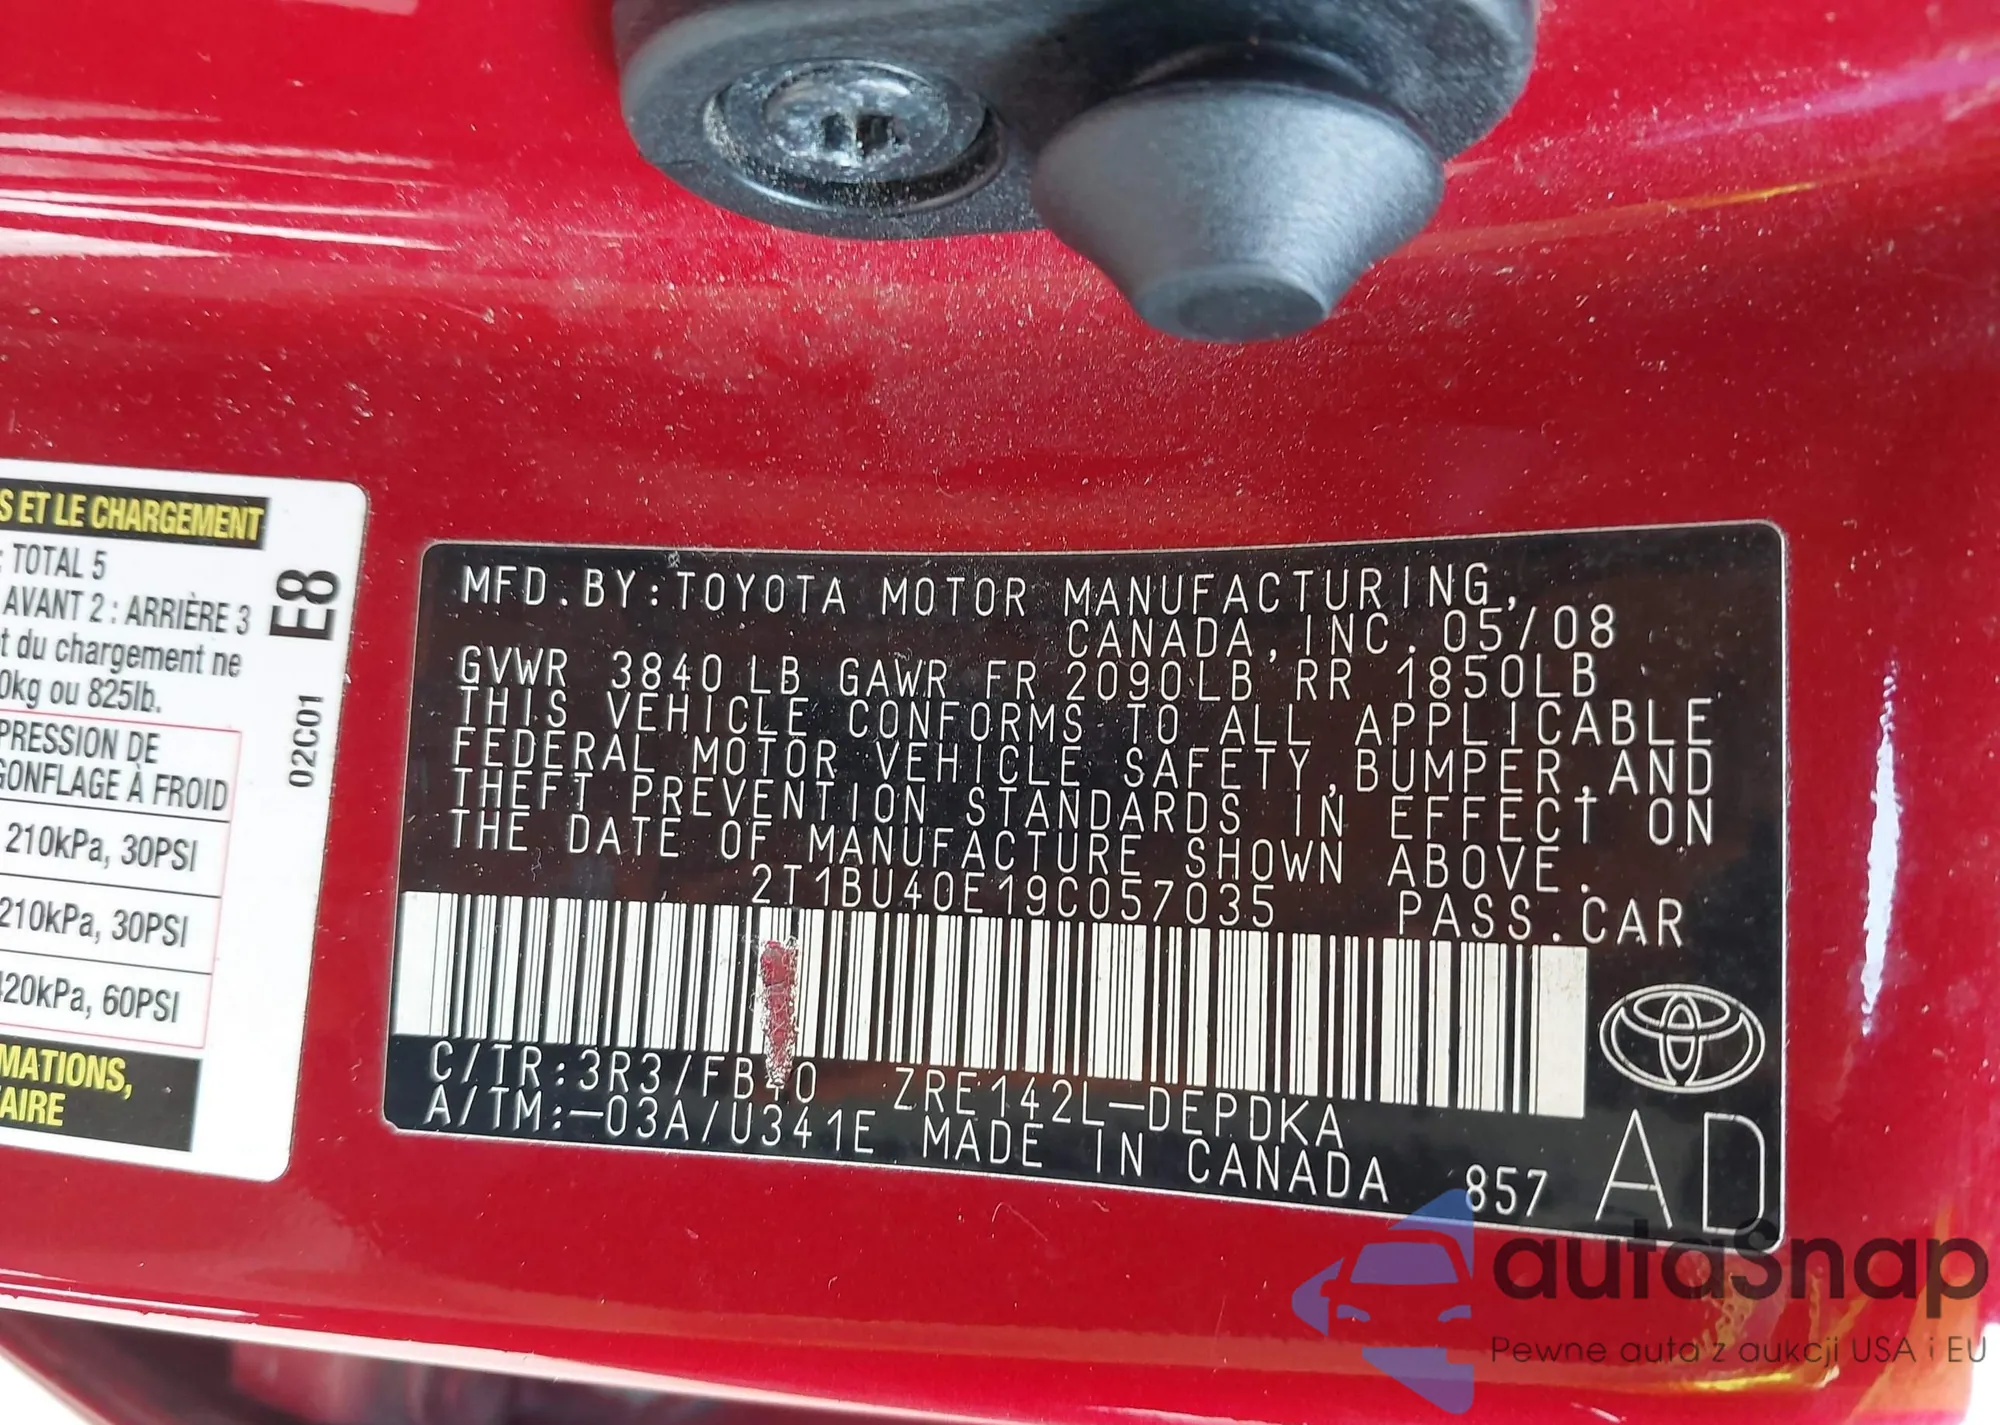 S ET LE CHARGEMENT
: TOTAL 5
AVANT 2 : ARRIÈRE 3
t du chargement ne
0kg ou 825lb.
PRESSION DE
GONFLAGE À FROID
210kPa, 30PSI
210kPa, 30PSI
420kPa, 60PSI
MATIONS,
AIRE
E8
02C01
MFD.BY:TOYOTA MOTOR MANUFACTURING,
CANADA,INC. 05/08
GVWR 3840 LB GAWR FR 2090LB RR 1850LB
THIS VEHICLE CONFORMS TO ALL APPLICABLE
FEDERAL MOTOR VEHICLE SAFETY,BUMPER,AND
THEFT PREVENTION STANDARDS IN EFFECT ON
THE DATE OF MANUFACTURE SHOWN ABOVE.
2T1BU40E19C057035 PASS.CAR
C/TR:3R3/FB40 ZRE142L-DEPDKA
A/TM:-03A/U341E MADE IN CANADA 857 AD
autasnap
Pewne auta z aukcji USA i EU